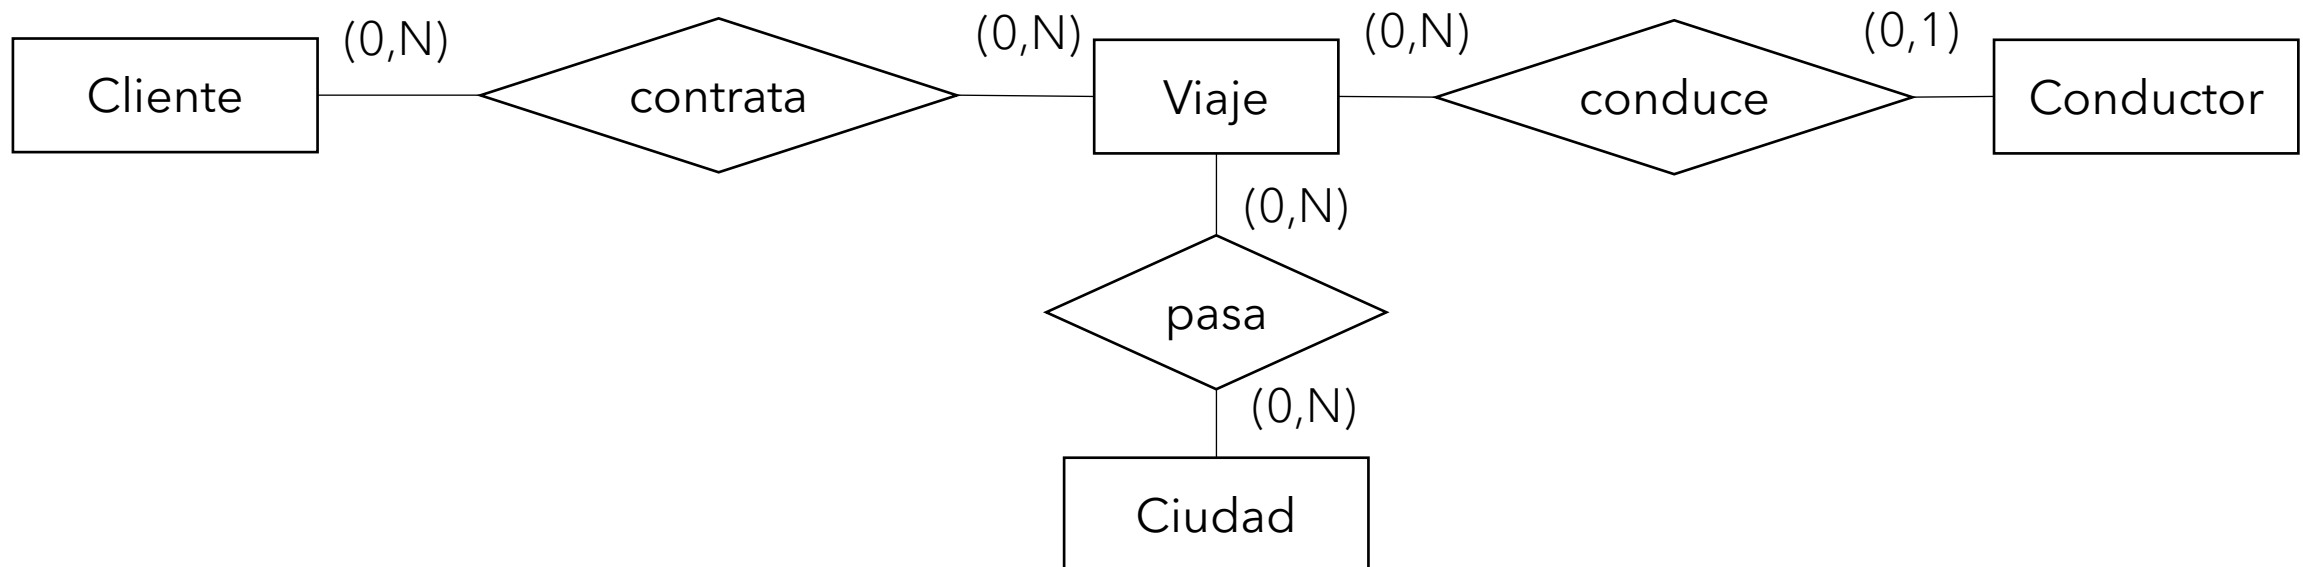 (0,N) (0,N) (0,N) (0,1)
Cliente contrata Viaje conduce Conductor
(0,N)
pasa
(0,N)
Ciudad